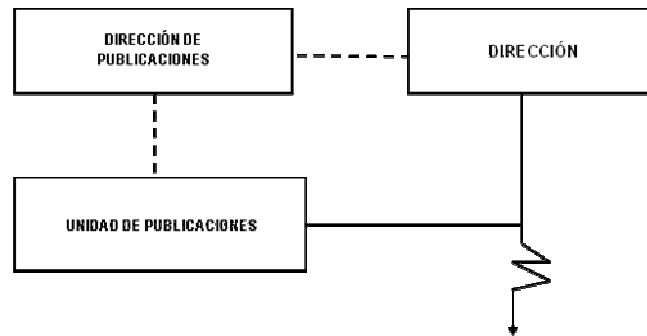 DIRECCIÓN DE
PUBLICACIONES
DIRECCIÓN
UNIDAD DE PUBLICACIONES